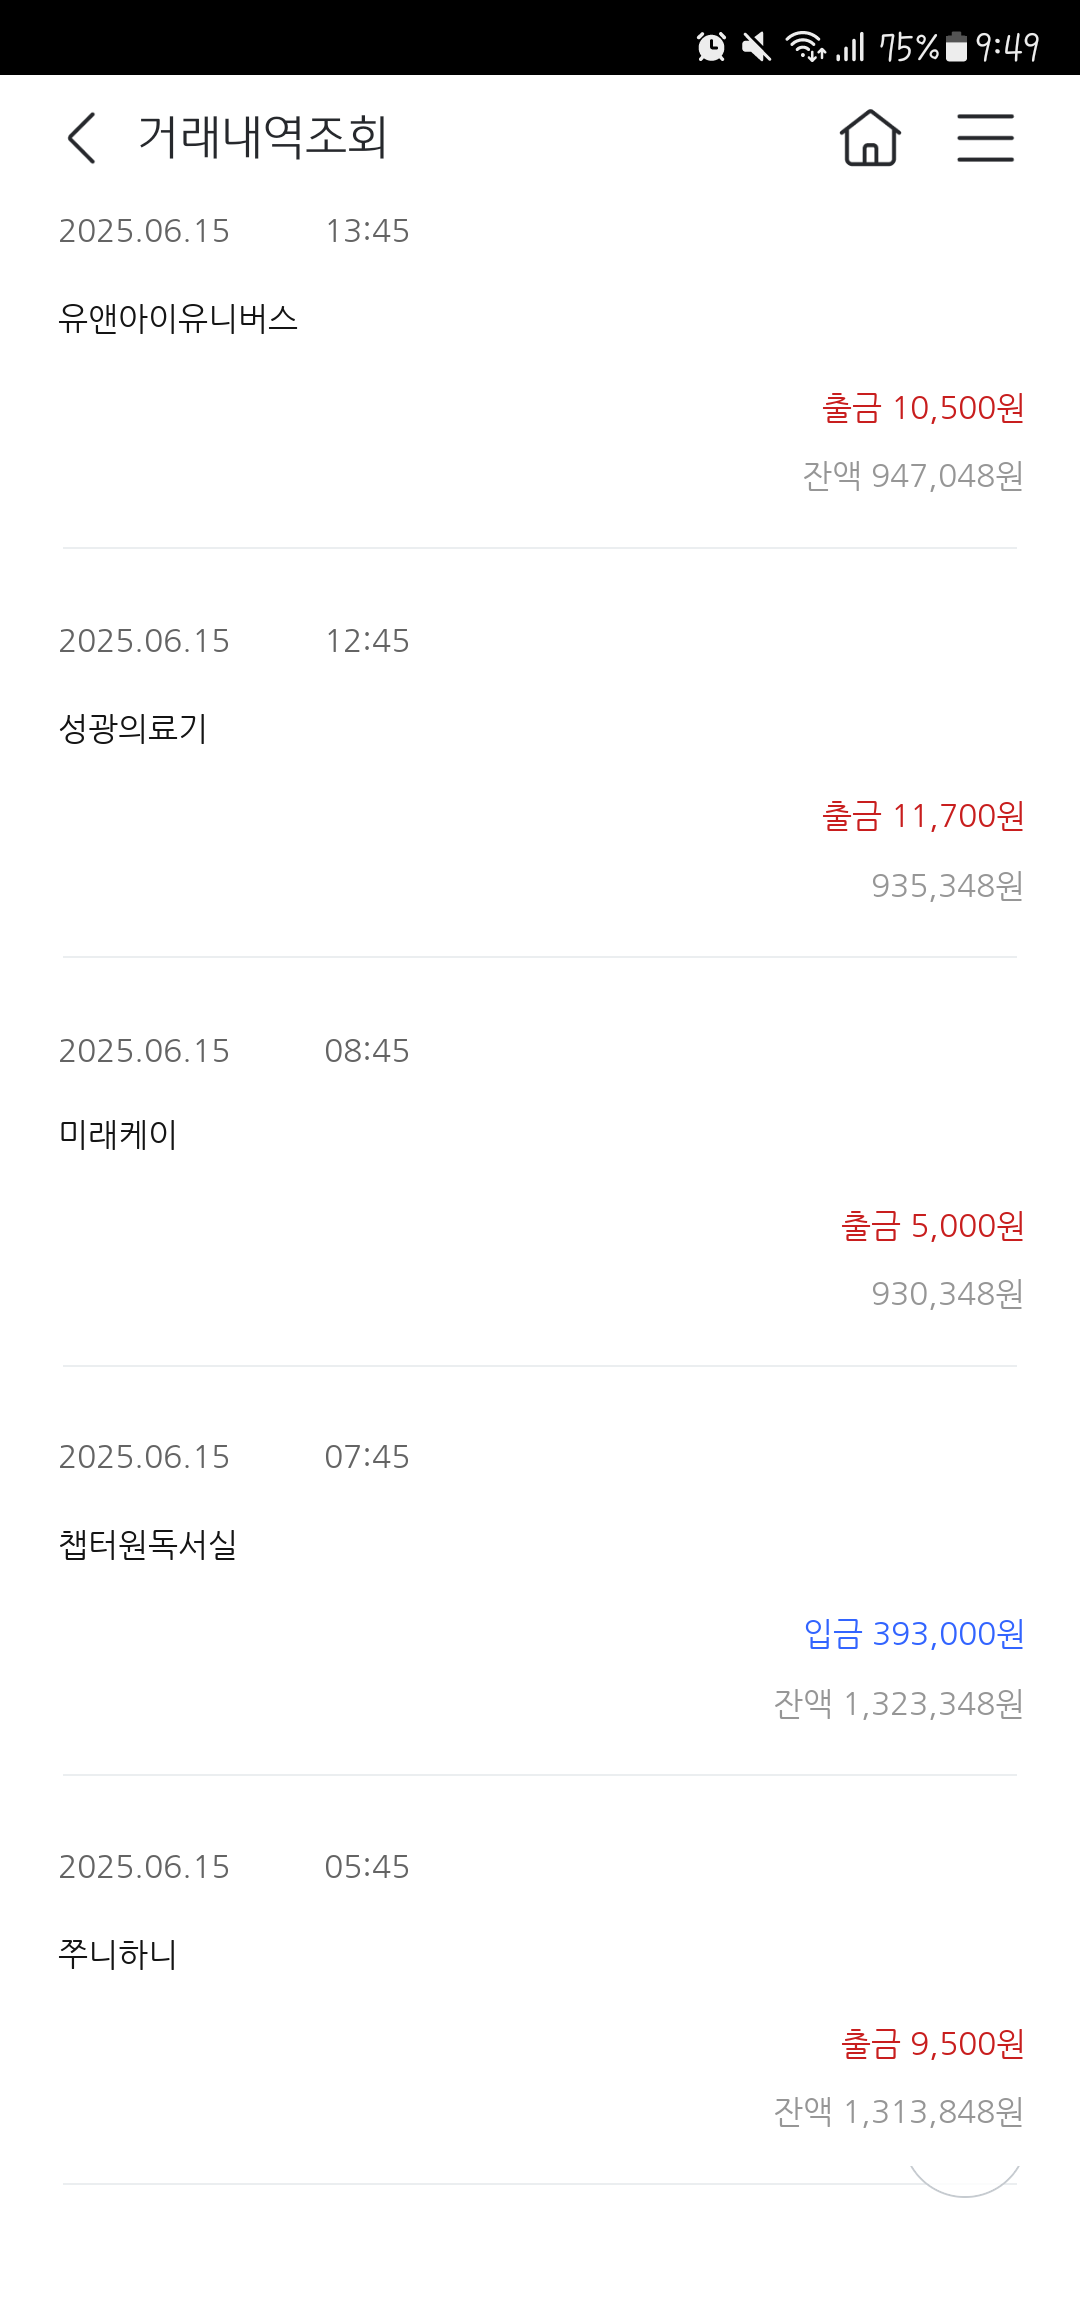 75% 9:49
거래내역조회
2025.06.15 13:45
유앤아이유니버스
출금 10,500원
잔액 947,048원
2025.06.15 12:45
성광의료기
출금 11,700원
935,348원
2025.06.15 08:45
미래케이
출금 5,000원
930,348원
2025.06.15 07:45
챕터원독서실
입금 393,000원
잔액 1,323,348원
2025.06.15 05:45
쭈니하니
출금 9,500원
잔액 1,313,848원